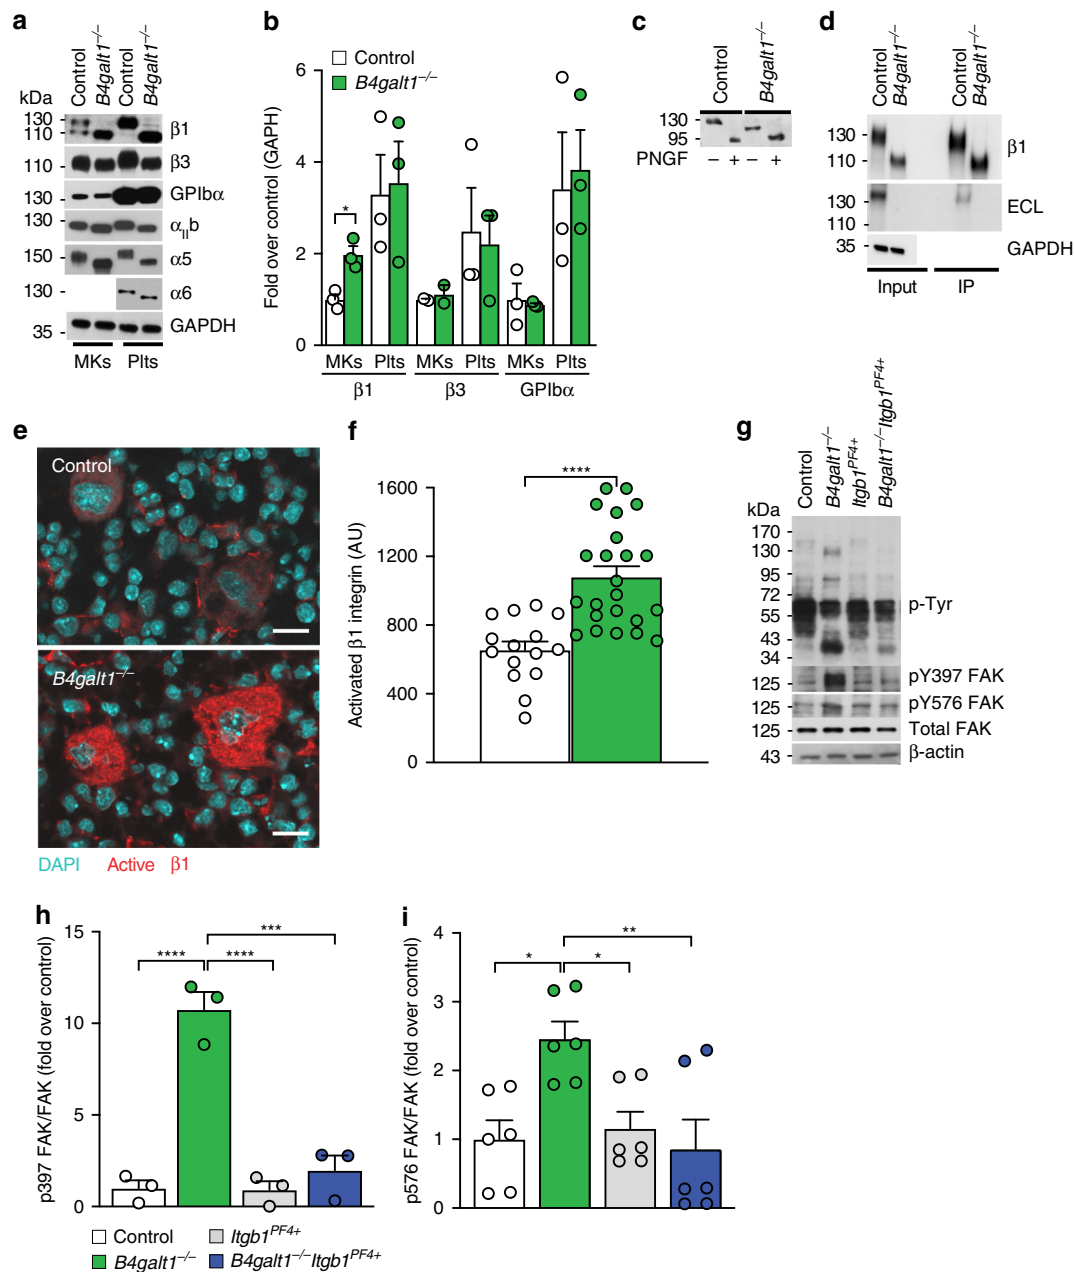 a
kDa
Control
B4galt1−/−
Control
B4galt1−/−
130
110
β1
110
β3
130
GPIbα
130
αIIb
150
α5
130
α6
35
GAPDH
MKs
Plts
b
Control
B4galt1−/−
Fold over control (GAPH)
6
4
2
0
*
MKs
Plts
MKs
Plts
MKs
Plts
β1
β3
GPIbα
c
Control
B4galt1−/−
130
95
PNGF
−
+
−
+
d
Control
B4galt1−/−
Control
B4galt1−/−
130
110
β1
130
110
ECL
35
GAPDH
Input
IP
e
Control
B4galt1−/−
DAPI
Active β1
f
Activated β1 integrin (AU)
1600
1200
800
400
0
****
g
kDa
Control
B4galt1−/−
Itgb1PF4+
B4galt1−/−Itgb1PF4+
170
130
95
72
55
43
34
p-Tyr
125
pY397 FAK
125
pY576 FAK
125
Total FAK
43
β-actin
h
p397 FAK/FAK (fold over control)
15
10
5
0
****
****
***
i
p576 FAK/FAK (fold over control)
4
3
2
1
0
*
*
**
Control
Itgb1PF4+
B4galt1−/−
B4galt1−/−Itgb1PF4+